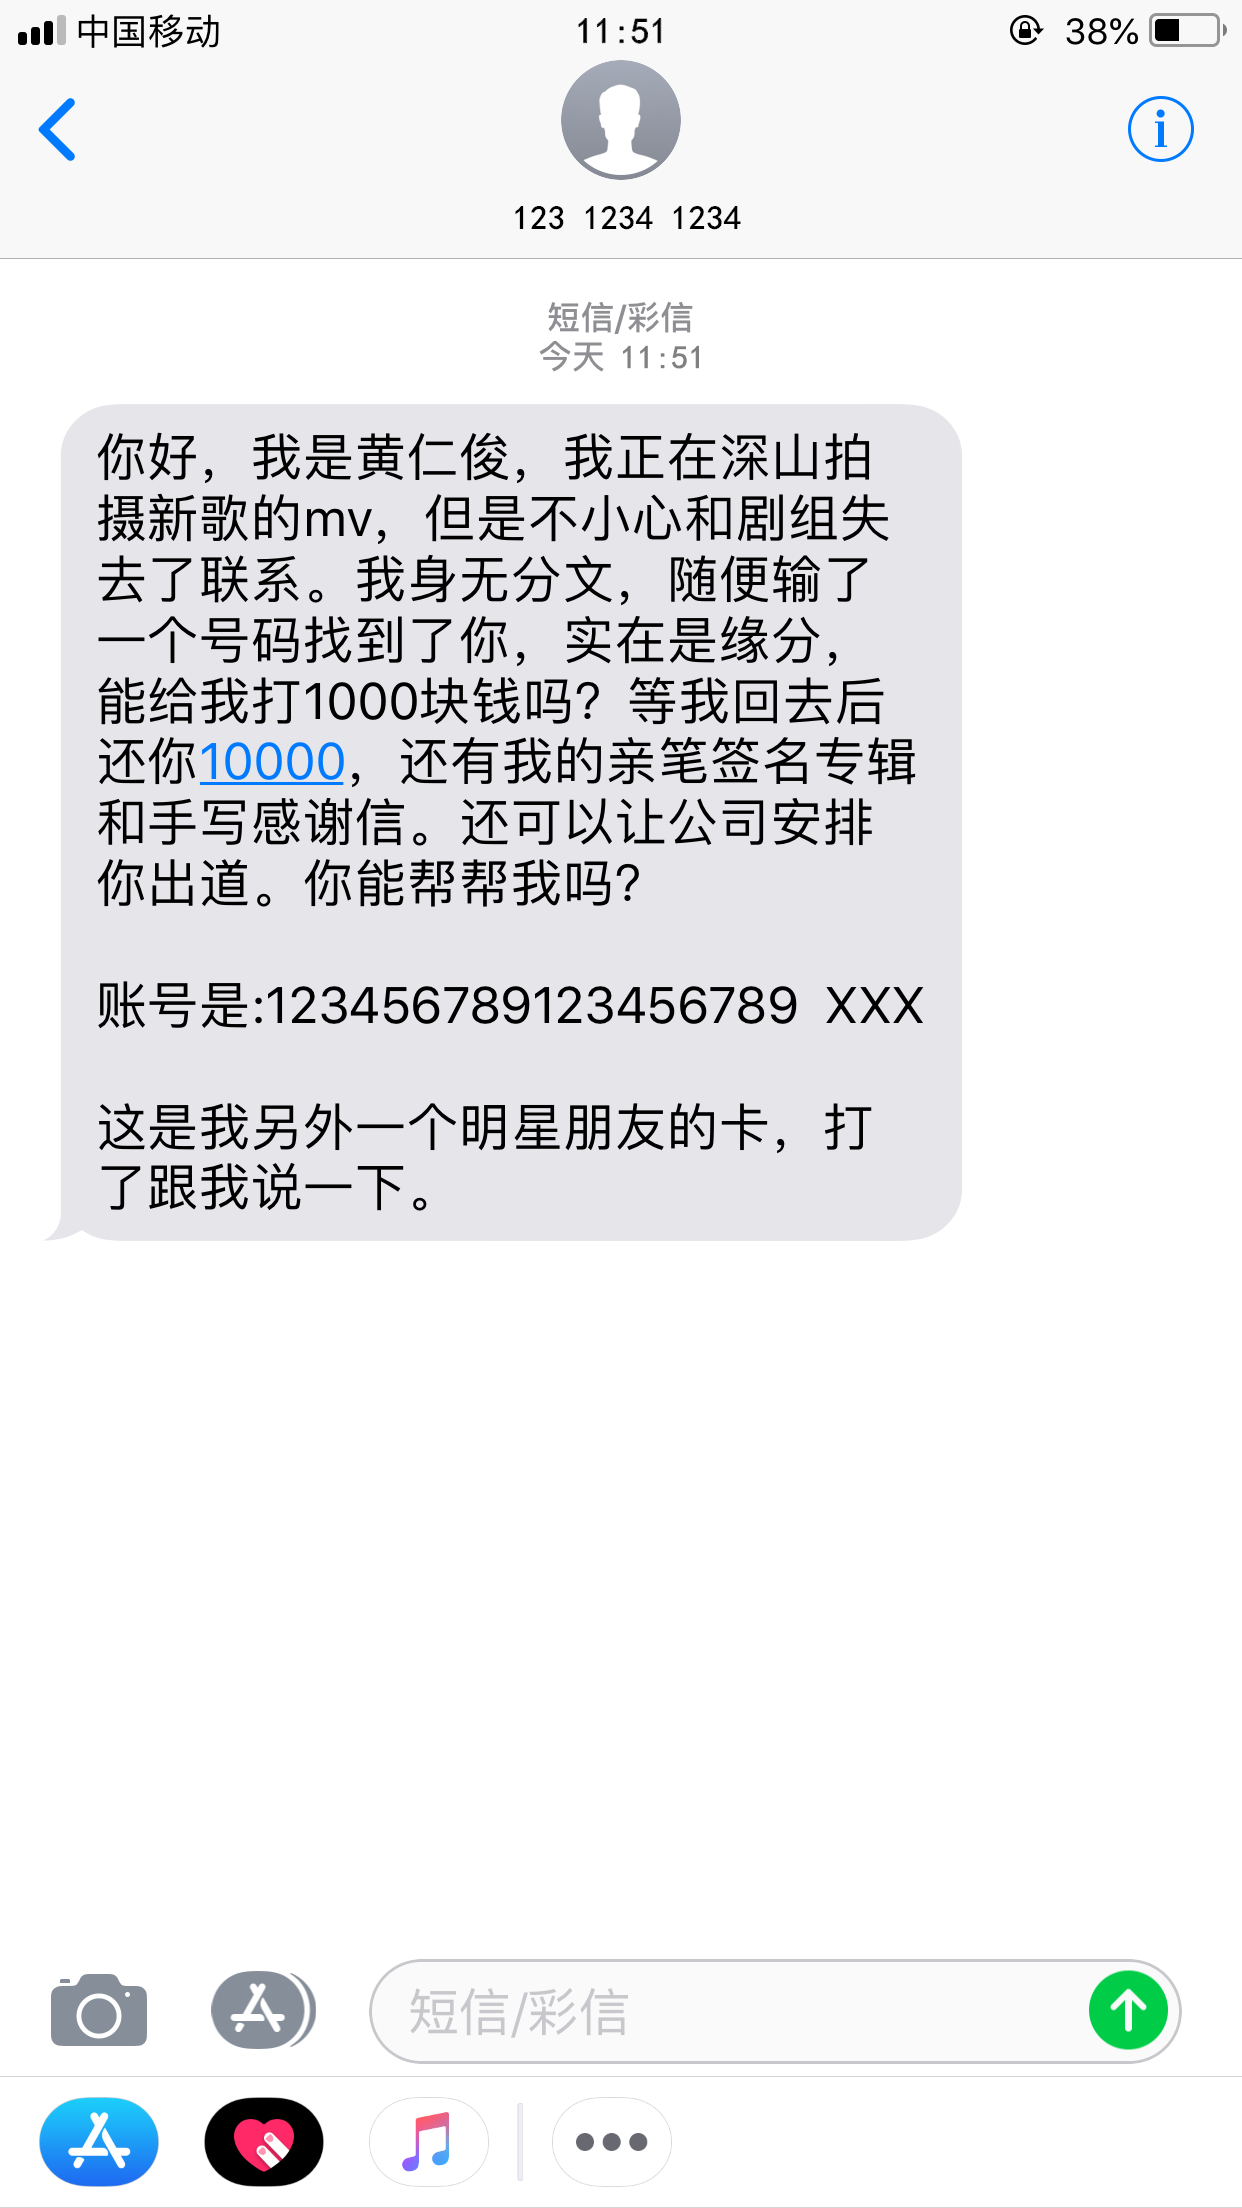 中国移动 11:51 38%
123 1234 1234
短信/彩信
今天 11:51
你好，我是黄仁俊，我正在深山拍
摄新歌的mv，但是不小心和剧组失
去了联系。我身无分文，随便输了
一个号码找到了你，实在是缘分，
能给我打1000块钱吗？等我回去后
还你10000，还有我的亲笔签名专辑
和手写感谢信。还可以让公司安排
你出道。你能帮帮我吗?
账号是:123456789123456789 XXX
这是我另外一个明星朋友的卡，打
了跟我说一下。
短信/彩信